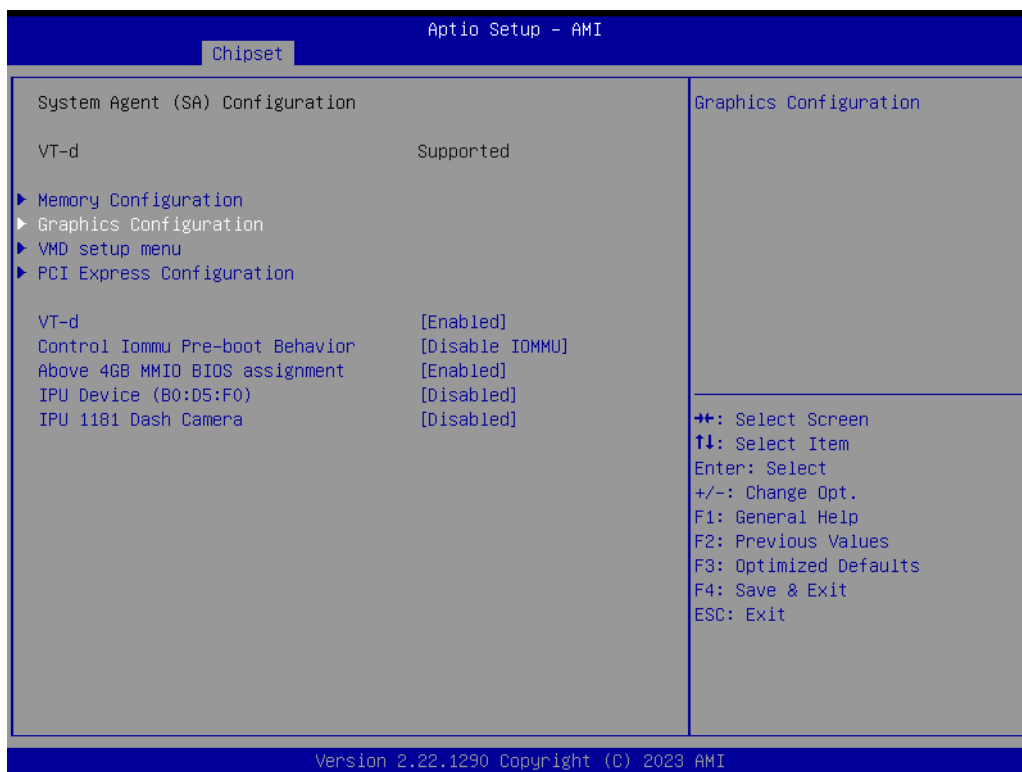 Aptio Setup – AMI
Chipset
System Agent (SA) Configuration
VT-d Supported
Memory Configuration
Graphics Configuration
VMD setup menu
PCI Express Configuration
VT-d [Enabled]
Control Iommu Pre-boot Behavior [Disable IOMMU]
Above 4GB MMIO BIOS assignment [Enabled]
IPU Device (B0:D5:F0) [Disabled]
IPU 1181 Dash Camera [Disabled]
Graphics Configuration
→←: Select Screen
↑↓: Select Item
Enter: Select
+/-: Change Opt.
F1: General Help
F2: Previous Values
F3: Optimized Defaults
F4: Save & Exit
ESC: Exit
Version 2.22.1290 Copyright (C) 2023 AMI